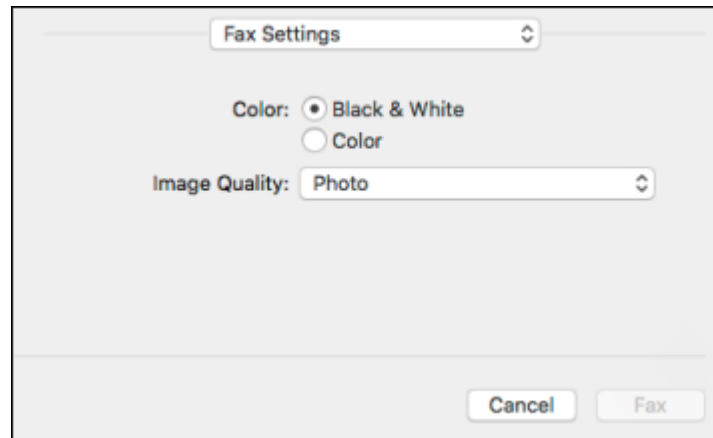 Fax Settings
Color: Black & White
Color
Image Quality: Photo
Cancel Fax